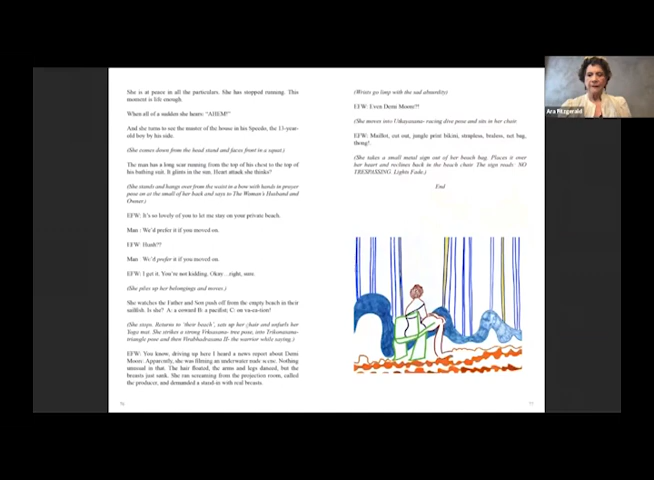 She is at peace in all the particulars. She has stopped running. This
moment is life enough.
When all of a sudden she hears: "AHEM!"
And she turns to see the master of the house in his Speedo, the 13-year-
old boy by his side.
(She comes down from the head stand and faces front in a squat.)
The man has a long scar running from the top of his chest to the top of
his bathing suit. It glints in the sun. Heart attack she thinks?
(She stands and hangs over from the waist in a bow with hands in prayer
pose on at the small of her back and says to The Woman's Husband and
Owner.)
EFW: It's so lovely of you to let me stay on your private beach.
Man : We'd prefer it if you moved on.
EFW: Hunh??
Man: We'd prefer it if you moved on.
EFW: I get it. You're not kidding. Okay…right, sure.
(She piles up her belongings and moves.)
She watches the Father and Son push off from the empty beach in their
sailfish. Is she? A: a coward B: a pacifist; C: on va-ca-tion!
(She stops. Returns to 'their beach', sets up her chair and unfurls her
Yoga mat. She strikes a strong Vrksasana- tree pose, into Trikonasana-
triangle pose and then Virabhadrasana II- the warrior while saying.)
EFW: You know, driving up here I heard a news report about Demi
Moore. Apparently, she was filming an underwater nude scene. Nothing
unusual in that. The hair floated, the arms and legs danced, but the
breasts just sank. She ran screaming from the projection room, called
the producer, and demanded a stand-in with real breasts.
76
(Wrists go limp with the sad absurdity)
EFW: Even Demi Moore??
(She moves into Utkatasana- racing dive pose and sits in her chair
EFW: Maillot, cut out, jungle print bikini, strapless, braless, net bag,
thong!
(She takes a small metal sign out of her beach bag. Places it over
her heart and reclines back in the beach chair. The sign reads: NO
TRESPASSING Lights Fade.)
End
77
Ara Fitzgerald